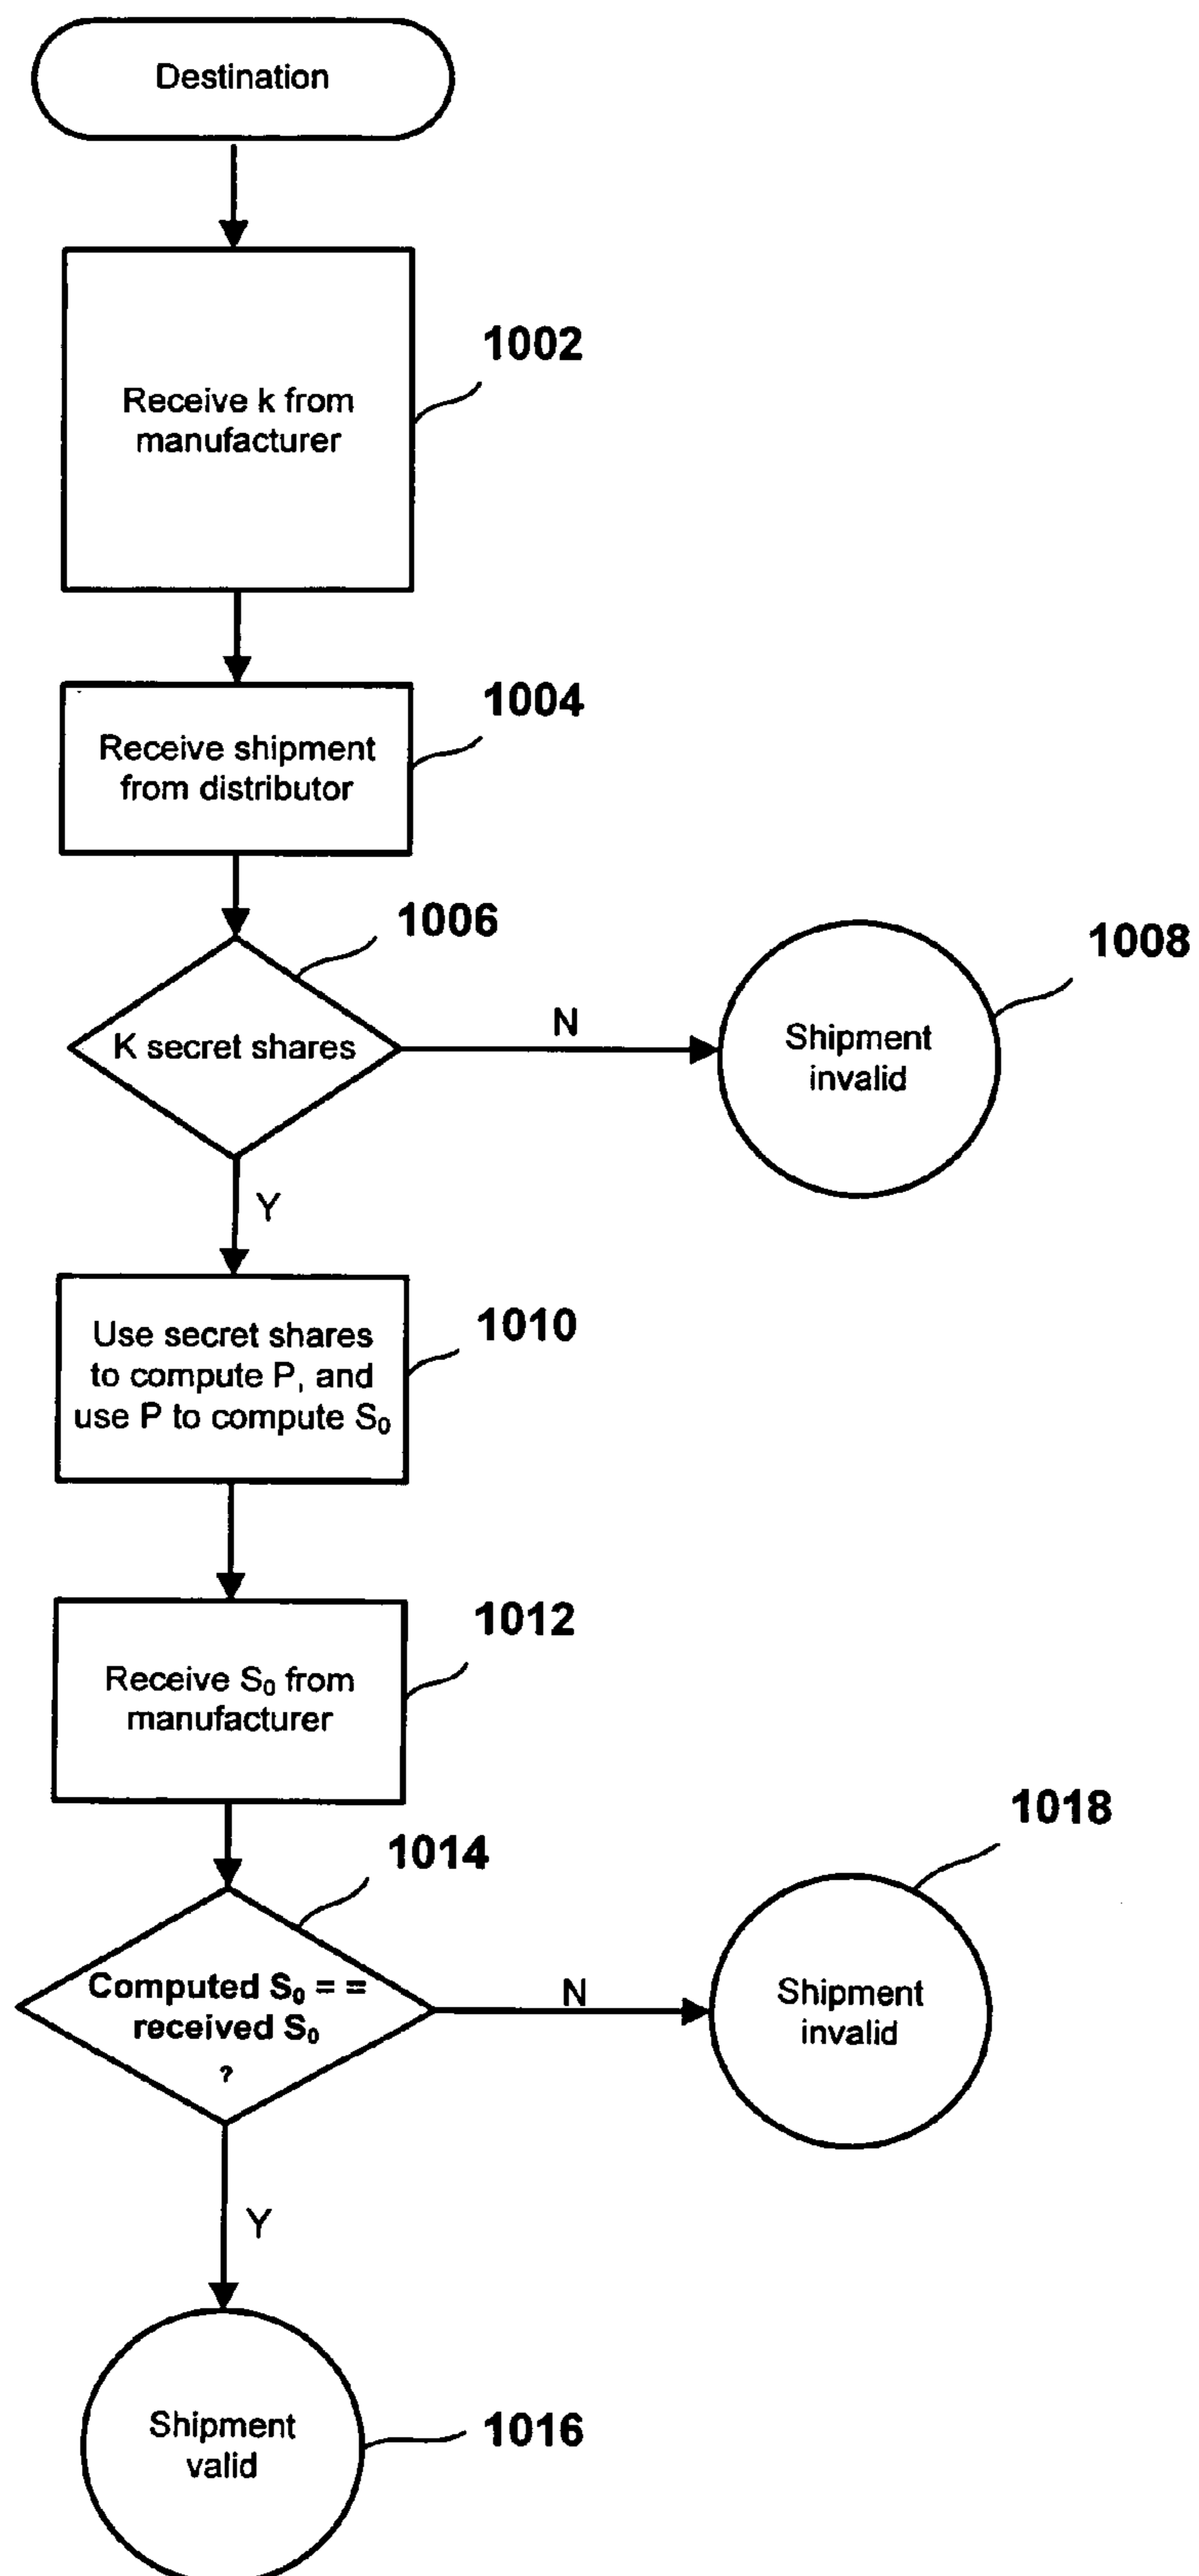 Destination
1002
Receive k from
manufacturer
1004
Receive shipment
from distributor
1006
K secret shares
N
1008
Shipment
invalid
Y
1010
Use secret shares
to compute P, and
use P to compute S₀
1012
Receive S₀ from
manufacturer
1014
Computed S₀ = =
received S₀
?
N
1018
Shipment
invalid
Y
Shipment
valid
1016